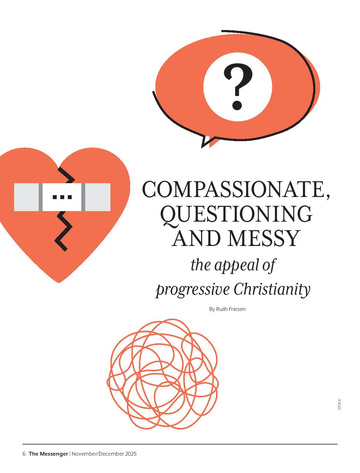 ?
COMPASSIONATE,
QUESTIONING
AND MESSY
the appeal of
progressive Christianity
By Ruth Friesen
6 The Messenger | November/December 2025